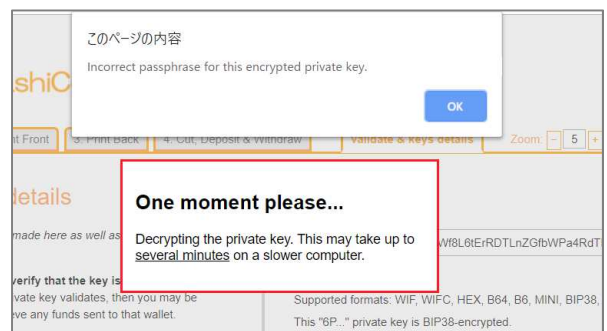 このページの内容
Incorrect passphrase for this encrypted private key.
OK
shiC
nt Front 3. Print Back 4. Cut, Deposit & Withdraw Validate & keys details Zoom: - 5 +
details
One moment please...
made here as well as
Decrypting the private key. This may take up to
several minutes on a slower computer.
Wf8L6tErRDTLnZGfbWPa4RdT
verify that the key is
vate key validates, then you may be
eve any funds sent to that wallet.
Supported formats: WIF, WIFC, HEX, B64, B6, MINI, BIP38,
This "6P..." private key is BIP38-encrypted.